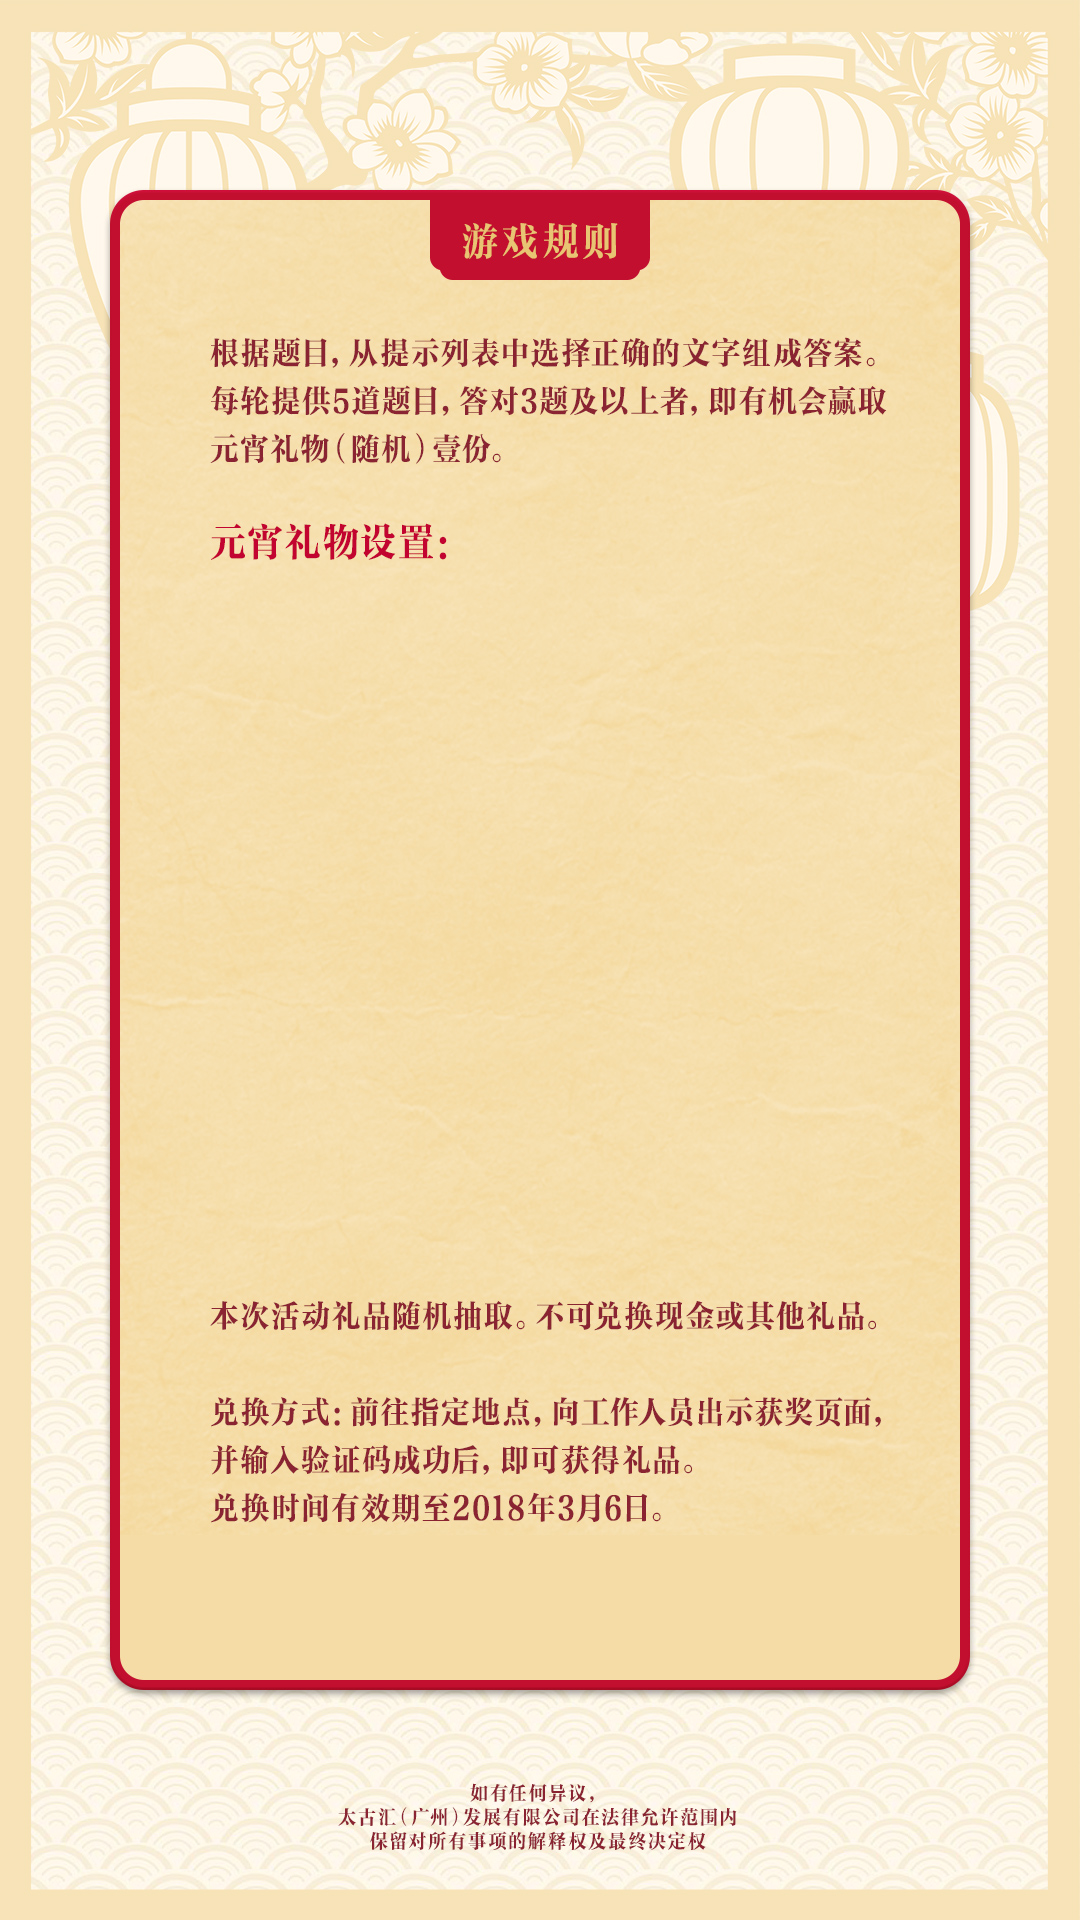 游戏规则
根据题目，从提示列表中选择正确的文字组成答案。
每轮提供5道题目，答对3题及以上者，即有机会赢取
元宵礼物（随机）壹份。
元宵礼物设置：
本次活动礼品随机抽取。不可兑换现金或其他礼品。
兑换方式：前往指定地点，向工作人员出示获奖页面，
并输入验证码成功后，即可获得礼品。
兑换时间有效期至2018年3月6日。
如有任何异议，
太古汇（广州）发展有限公司在法律允许范围内
保留对所有事项的解释权及最终决定权